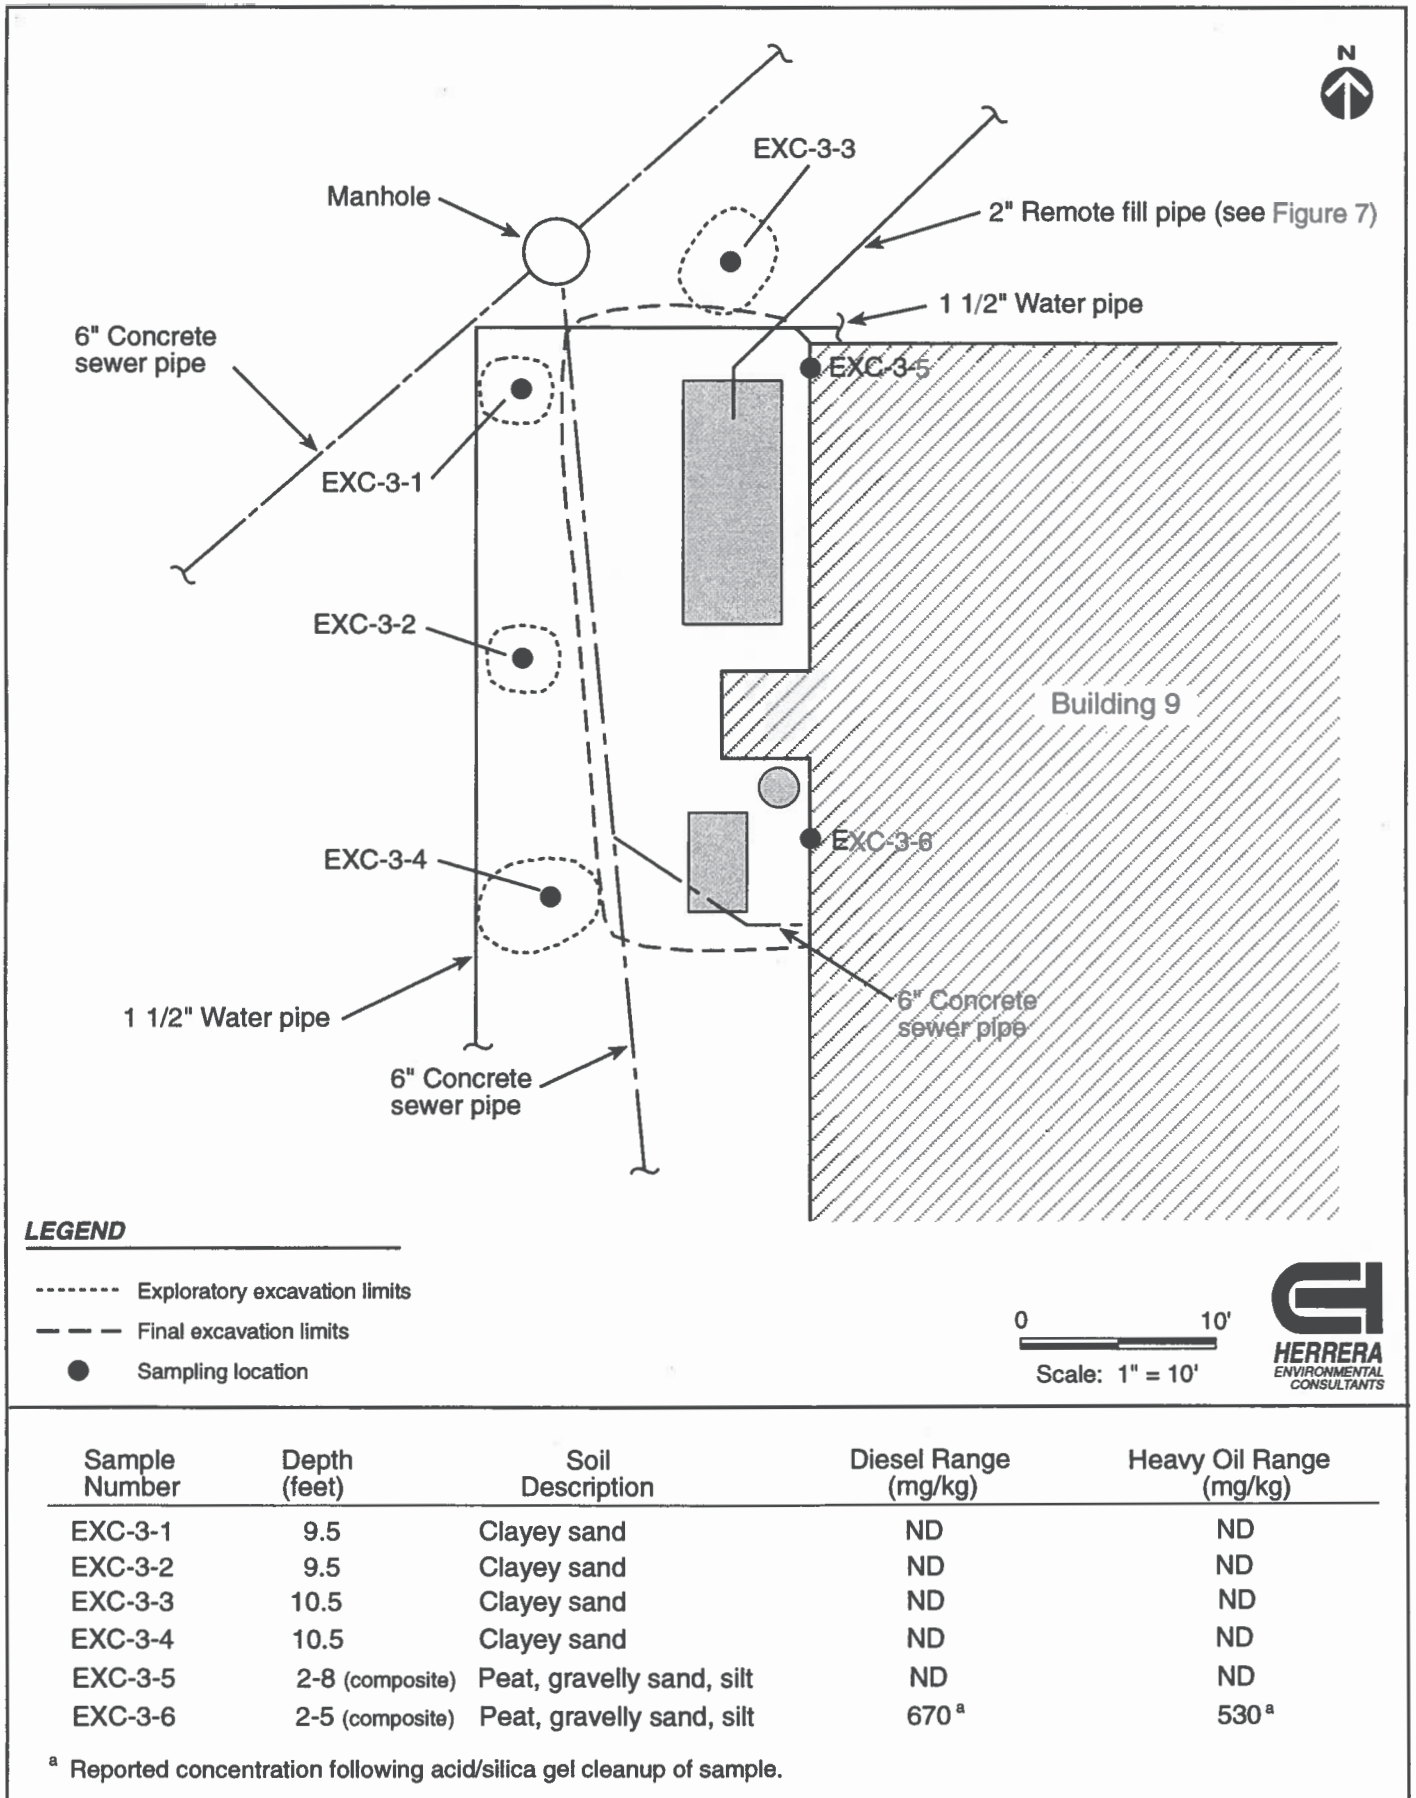 N
EXC-3-3
Manhole
2" Remote fill pipe (see Figure 7)
1 1/2" Water pipe
6" Concrete
sewer pipe
EXC-3-5
EXC-3-1
EXC-3-2
Building 9
EXC-3-6
EXC-3-4
6" Concrete
sewer pipe
1 1/2" Water pipe
6" Concrete
sewer pipe
LEGEND
Exploratory excavation limits
Final excavation limits
Sampling location
0 10'
Scale: 1" = 10'
HERRERA
ENVIRONMENTAL
CONSULTANTS
Sample Depth Soil Diesel Range Heavy Oil Range
Number (feet) Description (mg/kg) (mg/kg)
EXC-3-1 9.5 Clayey sand ND ND
EXC-3-2 9.5 Clayey sand ND ND
EXC-3-3 10.5 Clayey sand ND ND
EXC-3-4 10.5 Clayey sand ND ND
EXC-3-5 2-8 (composite) Peat, gravelly sand, silt ND ND
EXC-3-6 2-5 (composite) Peat, gravelly sand, silt 670 a 530 a
a Reported concentration following acid/silica gel cleanup of sample.